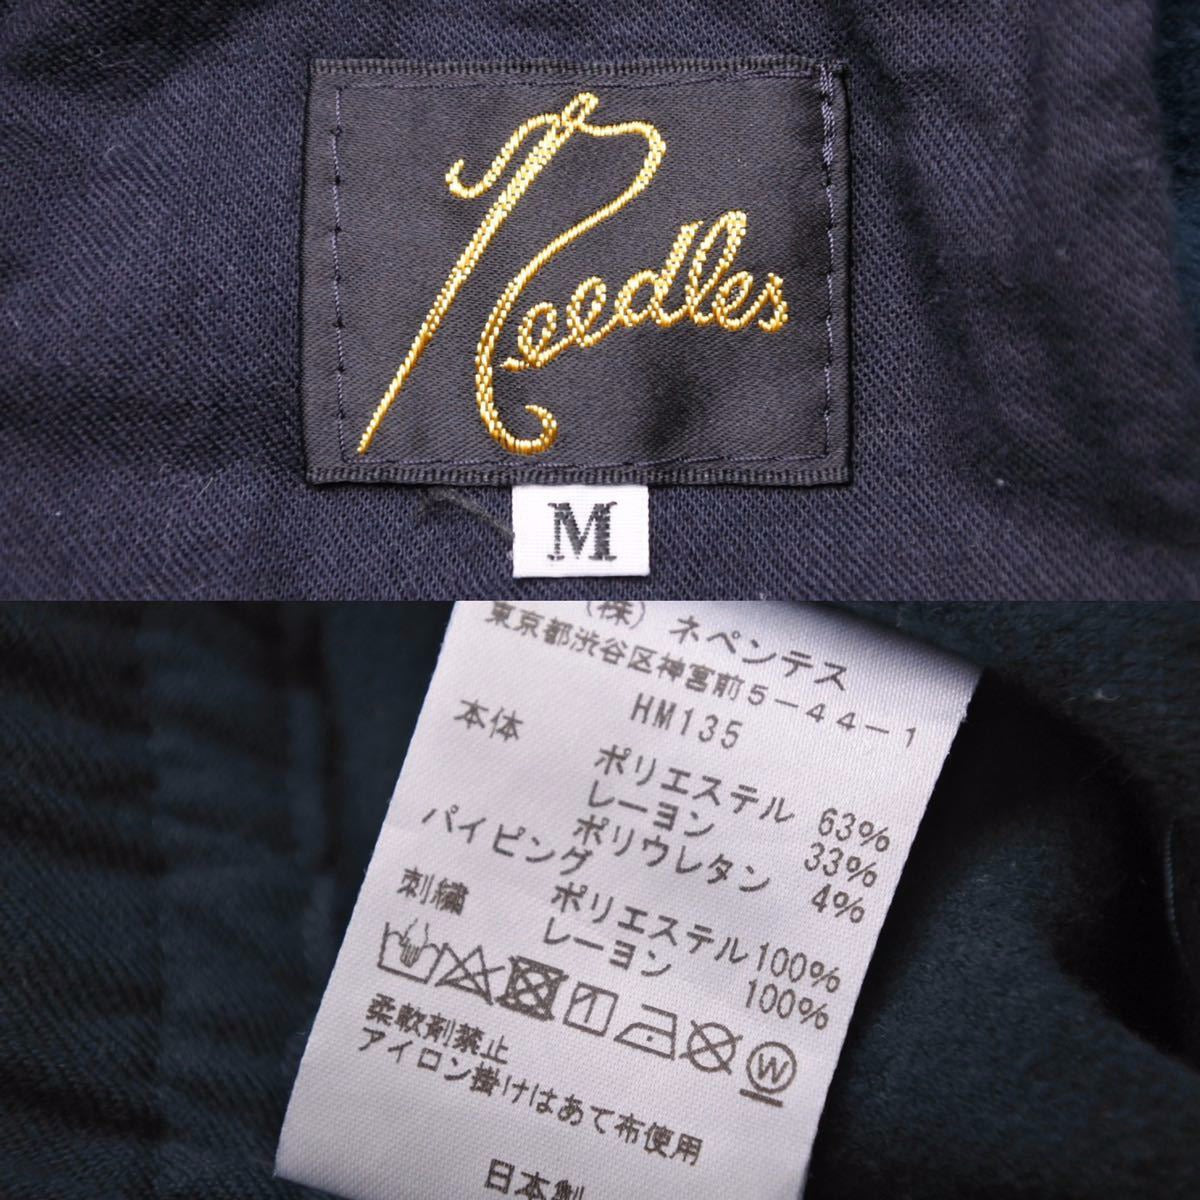 Needles
M
(株) ネペンテス
東京都渋谷区神宮前5-44-1
HM135
本体 ポリエステル 63%
レーヨン 33%
ポリウレタン 4%
パイピング ポリエステル100%
刺繍 レーヨン 100%
W
柔軟剤禁止
アイロン掛けはあて布使用
日本製